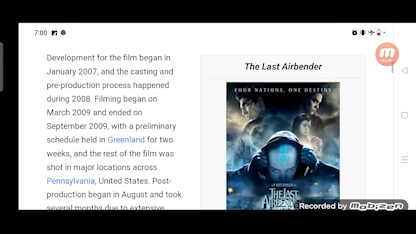 7:00
Development for the film began in
January 2007, and the casting and
pre-production process happened
during 2008. Filming began on
March 2009 and ended on
September 2009, with a preliminary
schedule held in Greenland for two
weeks, and the rest of the film was
shot in major locations across
Pennsylvania, United States. Post-
production began in August and took
several months due to extensive
The Last Airbender
FOUR NATIONS, ONE DESTINY
THE LAST
AIRBENDER
Recorded by mobizen